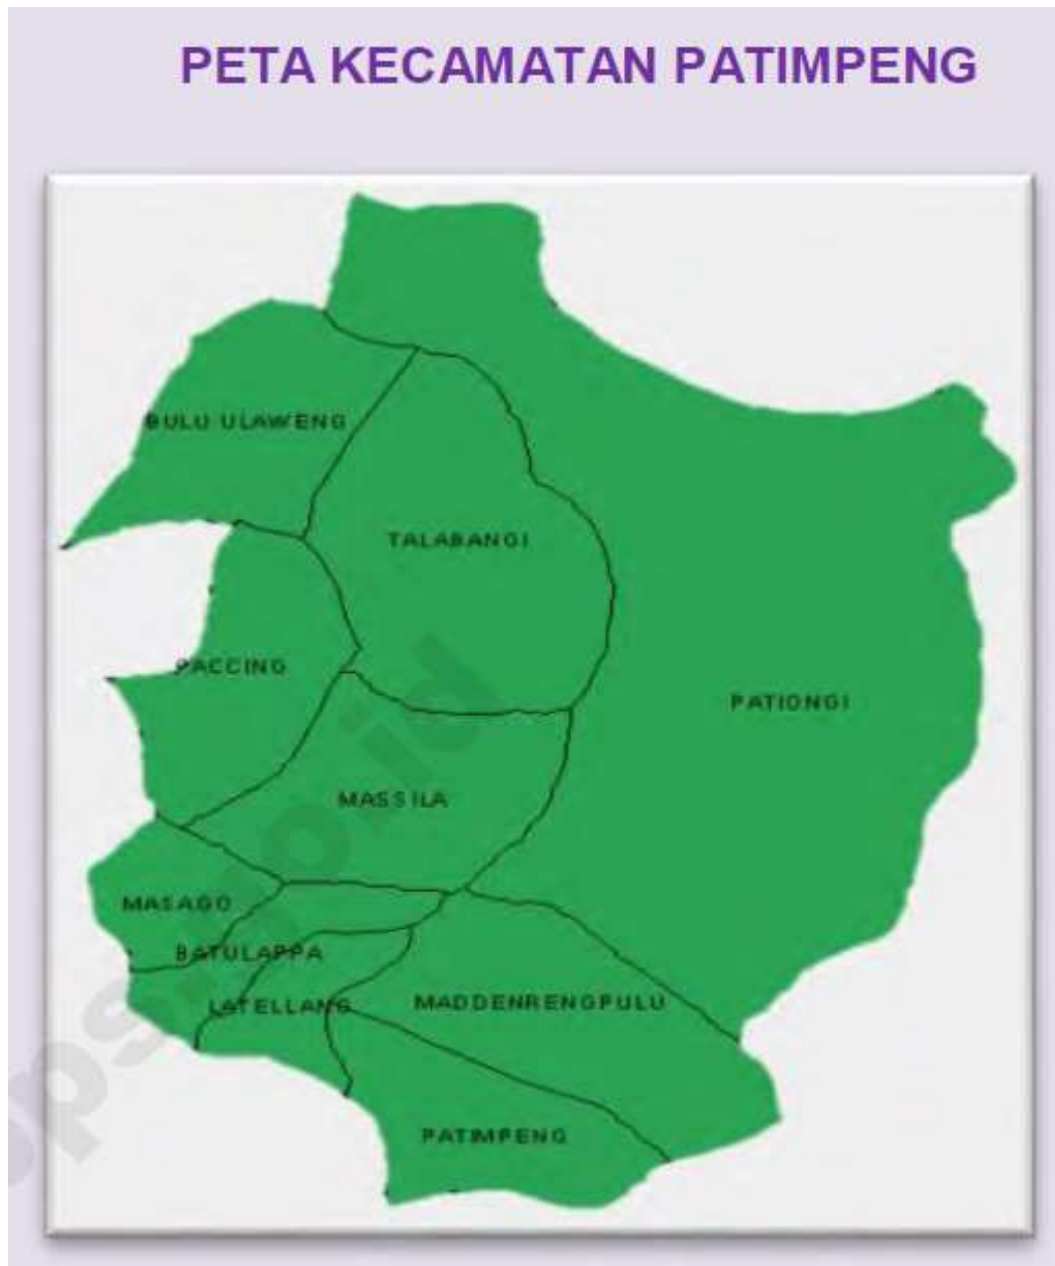 PETA KECAMATAN PATIMPENG
BULU ULAWENG
TALABANGI
PACCING
PATIONGI
MASSILA
MASAGO
BATULAPPA
LATELLANG
MADDENRENGPULU
PATIMPENG